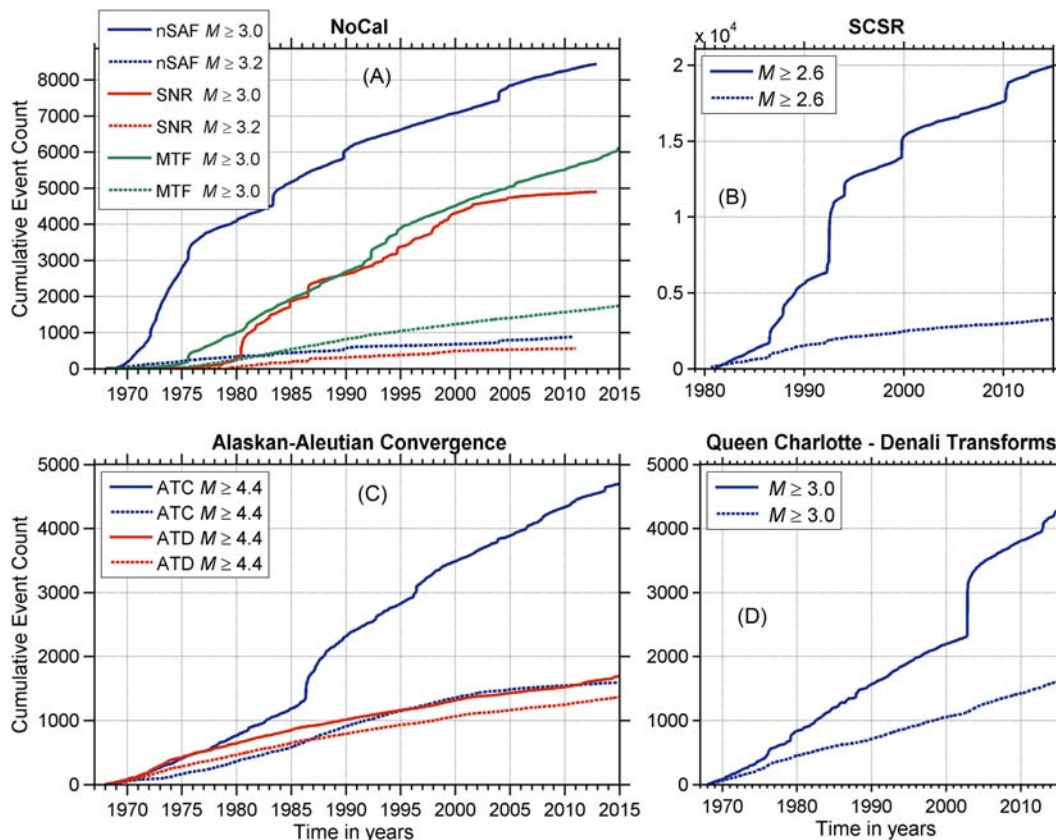 NoCal
nSAF M ≥ 3.0
nSAF M ≥ 3.2
SNR M ≥ 3.0
SNR M ≥ 3.2
MTF M ≥ 3.0
MTF M ≥ 3.0
(A)
Cumulative Event Count
8000
7000
6000
5000
4000
3000
2000
1000
0
1970 1975 1980 1985 1990 1995 2000 2005 2010 2015
SCSR
x 10⁴
M ≥ 2.6
M ≥ 2.6
(B)
2
1.5
1
0.5
0
1980 1990 2000 2010
Alaskan-Aleutian Convergence
ATC M ≥ 4.4
ATC M ≥ 4.4
ATD M ≥ 4.4
ATD M ≥ 4.4
(C)
Cumulative Event Count
5000
4000
3000
2000
1000
0
1970 1975 1980 1985 1990 1995 2000 2005 2010 2015
Time in years
Queen Charlotte - Denali Transforms
M ≥ 3.0
M ≥ 3.0
(D)
5000
4000
3000
2000
1000
0
1970 1980 1990 2000 2010
Time in years